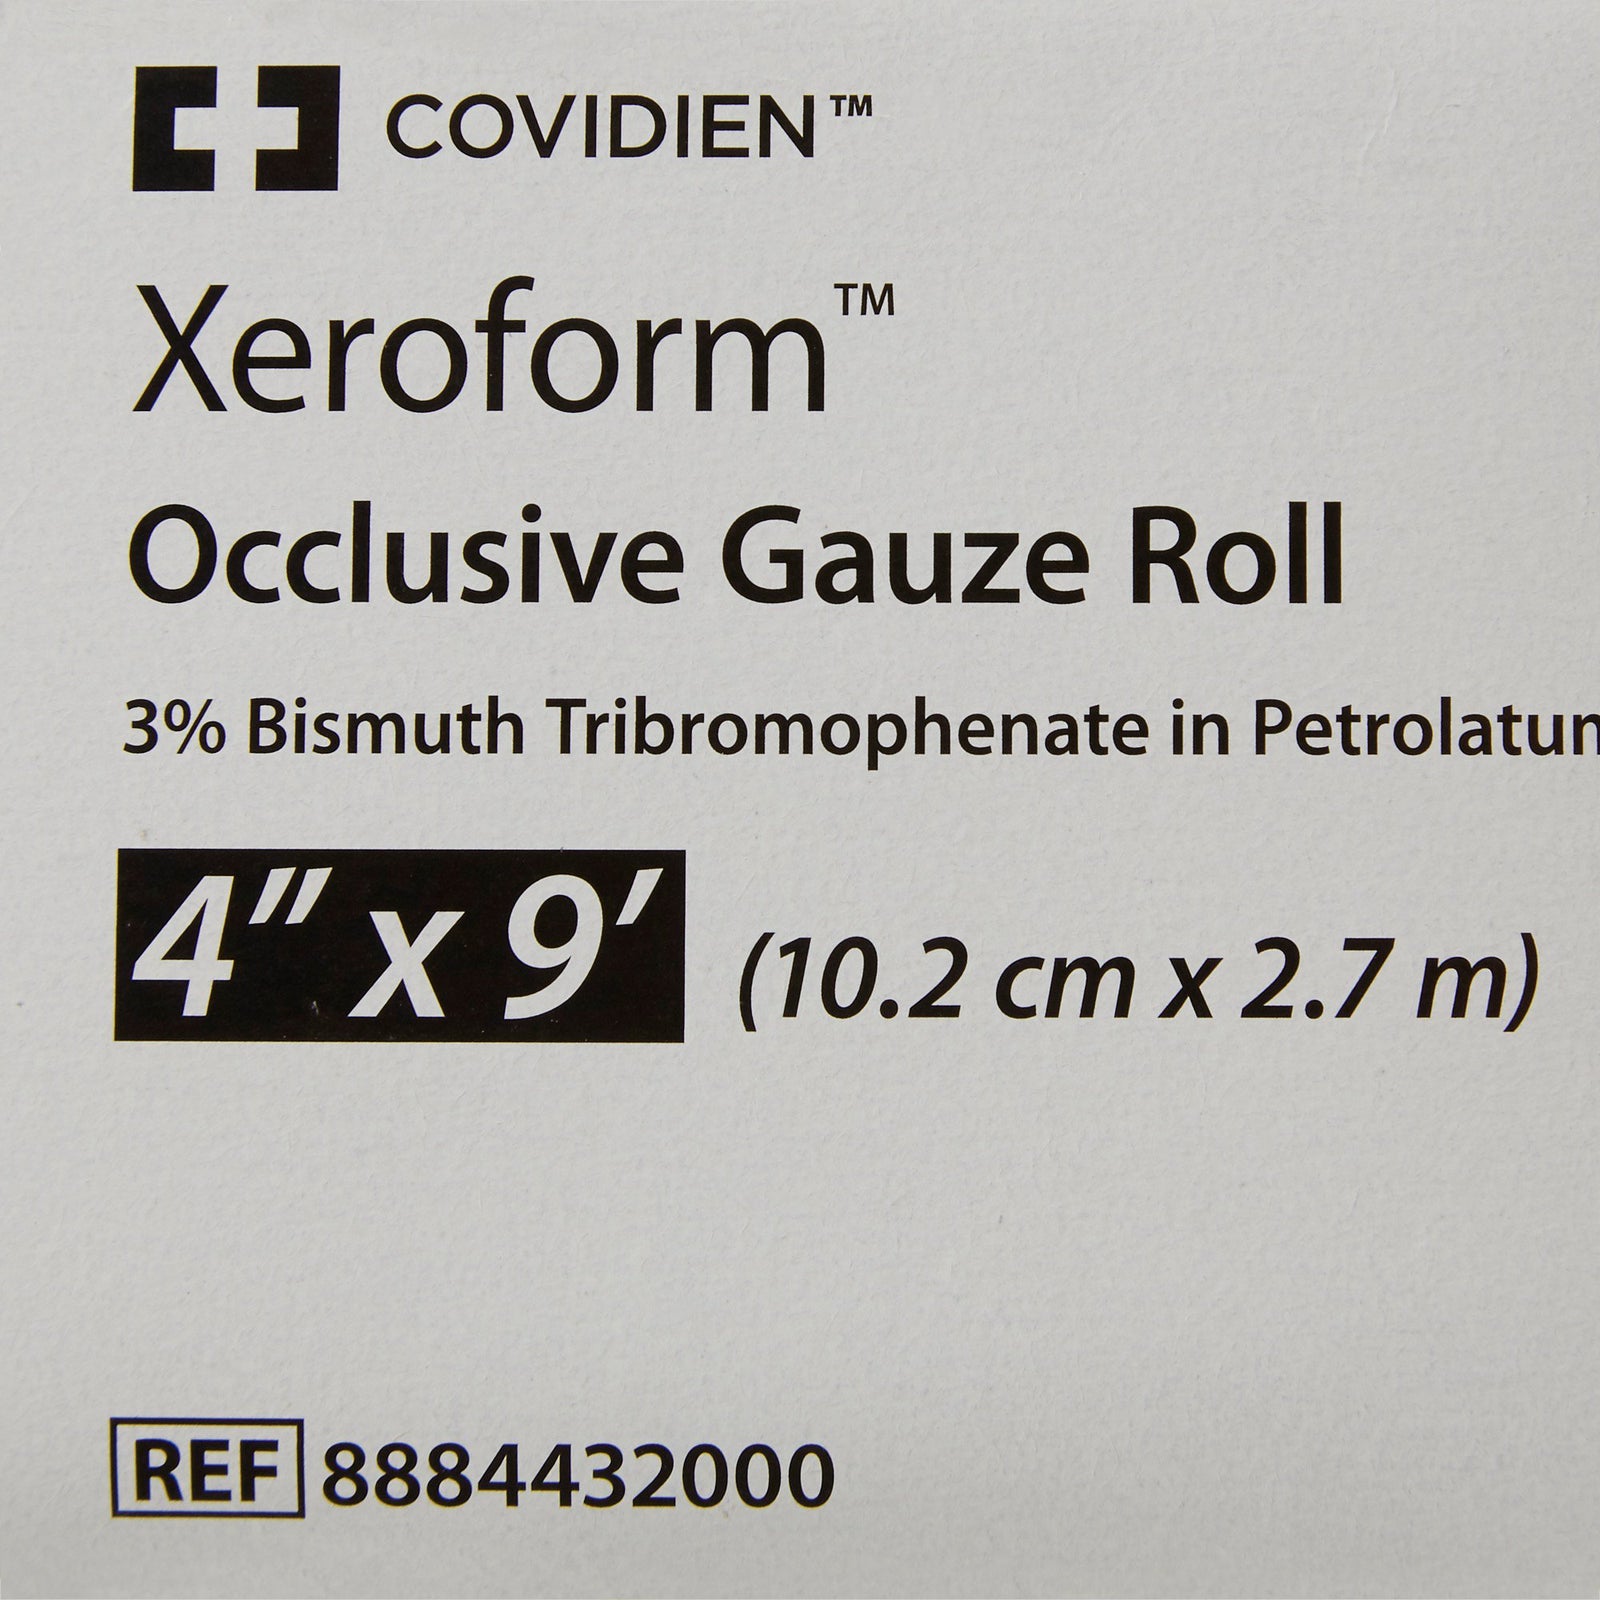 COVIDIEN™
Xeroform™
Occlusive Gauze Roll
3% Bismuth Tribromophenate in Petrolatum
4" x 9' (10.2 cm x 2.7 m)
REF 8884432000